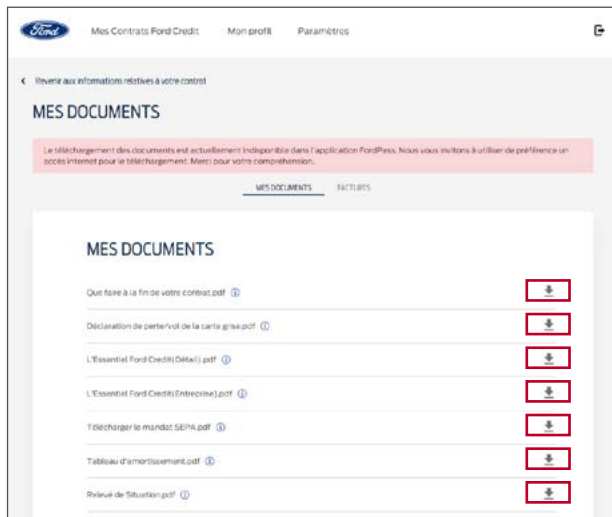 Ford
Mes Contrats Ford Credit Mon profil Paramètres
Revenir aux informations relatives à votre contrat
MES DOCUMENTS
Le téléchargement des documents est actuellement indisponible dans l'application FordPass. Nous vous invitons à utiliser de préférence un
accès internet pour le téléchargement. Merci pour votre compréhension.
MES DOCUMENTS FACTURES
MES DOCUMENTS
Que faire à la fin de votre contrat.pdf
Déclaration de perte/vol de la carte grise.pdf
L'Essentiel Ford Credit(Détail).pdf
L'Essentiel Ford Credit(Entreprise).pdf
Télécharger le mandat SEPA.pdf
Tableau d'amortissement.pdf
Relevé de Situation.pdf